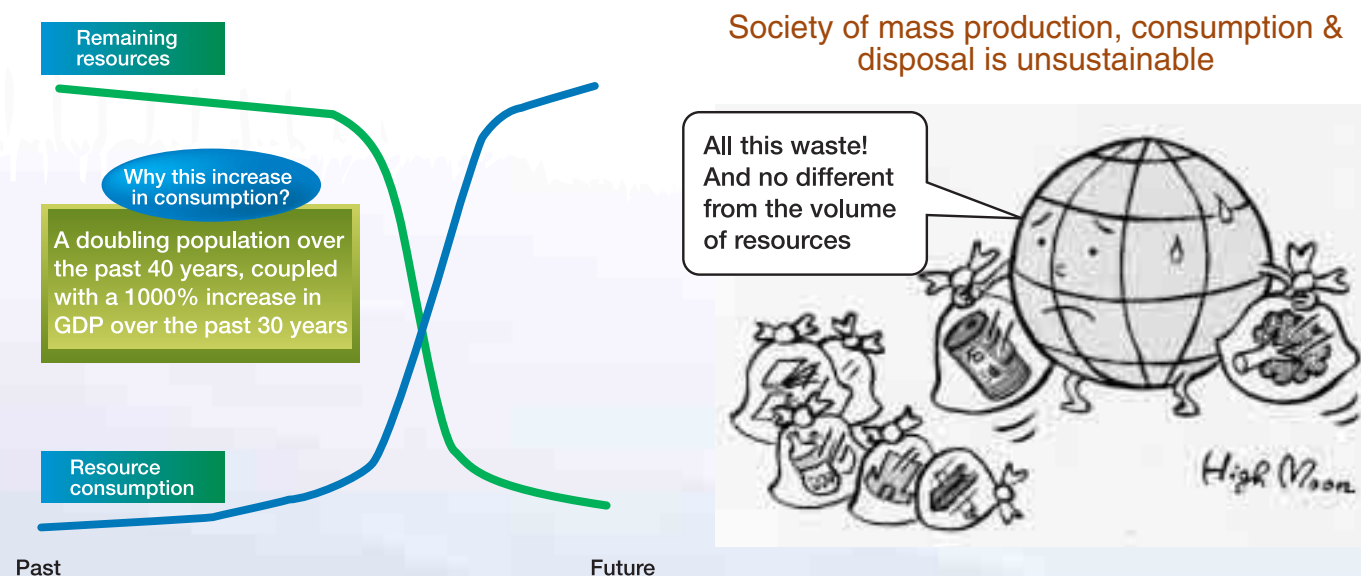 Society of mass production, consumption &
disposal is unsustainable
Remaining
resources
Why this increase
in consumption?
A doubling population over
the past 40 years, coupled
with a 1000% increase in
GDP over the past 30 years
Resource
consumption
Past
Future
All this waste!
And no different
from the volume
of resources
High Moon